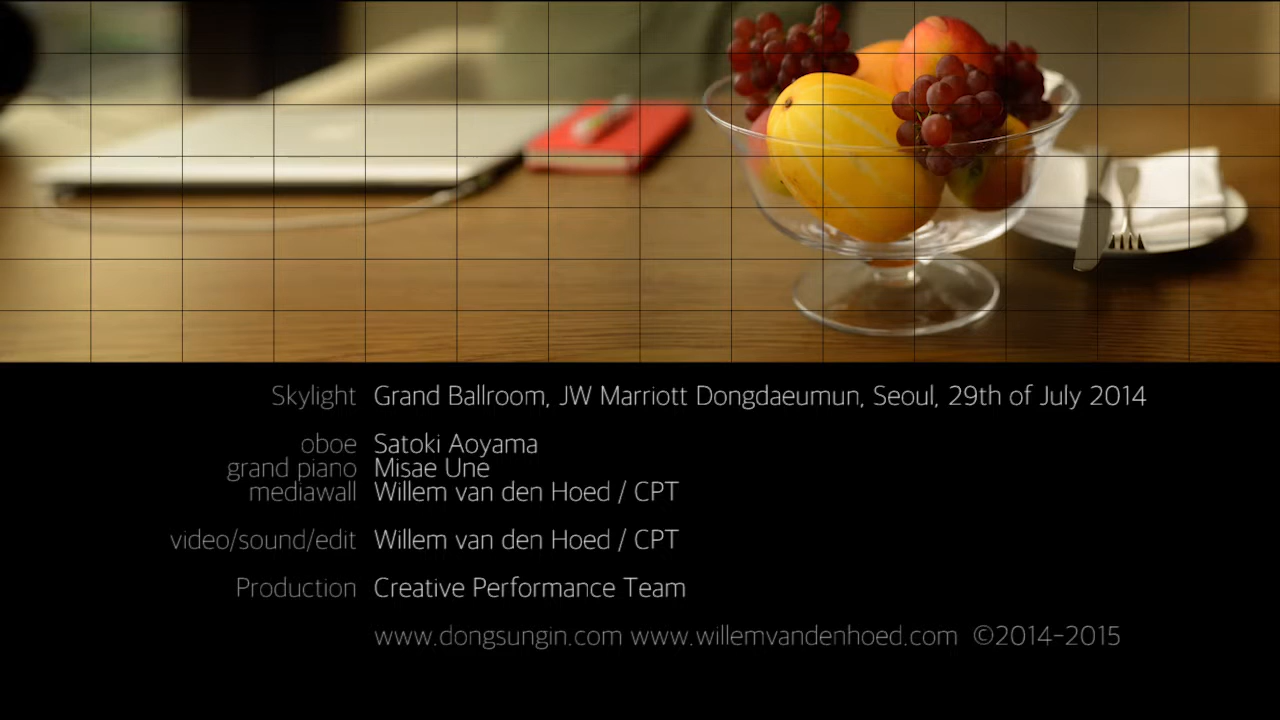 Skylight Grand Ballroom, JW Marriott Dongdaeumun, Seoul, 29th of July 2014
oboe Satoki Aoyama
grand piano Misae Une
mediawall Willem van den Hoed / CPT
video/sound/edit Willem van den Hoed / CPT
Production Creative Performance Team
www.dongsungin.com www.willemvandenhoed.com ©2014-2015